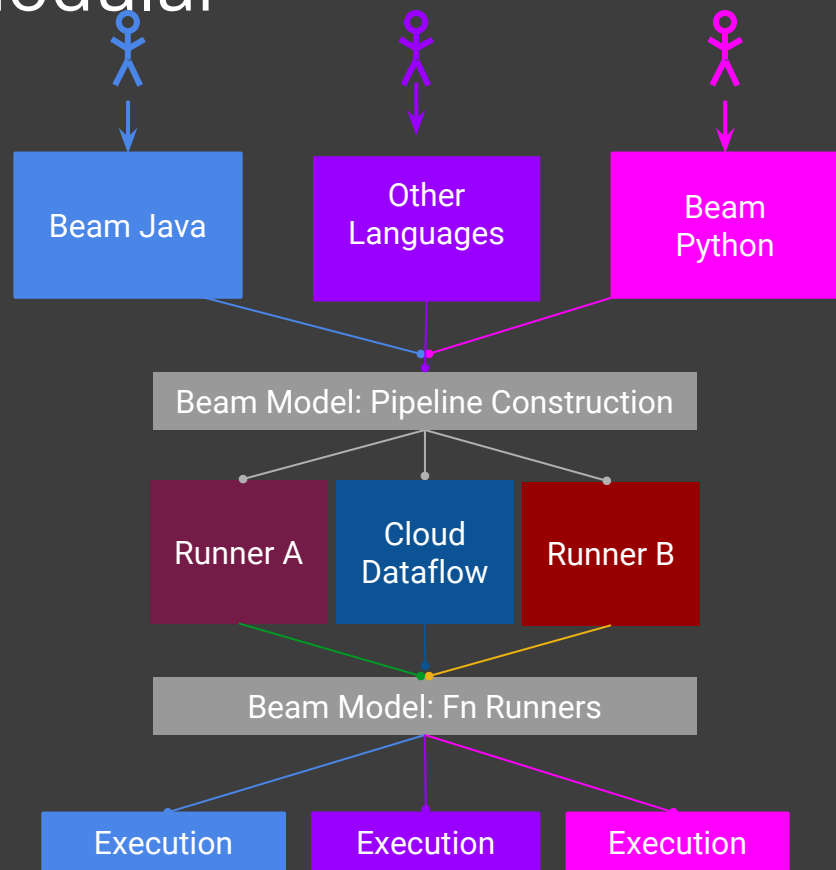 Beam Java
Other
Languages
Beam
Python
Beam Model: Pipeline Construction
Runner A
Cloud
Dataflow
Runner B
Beam Model: Fn Runners
Execution
Execution
Execution